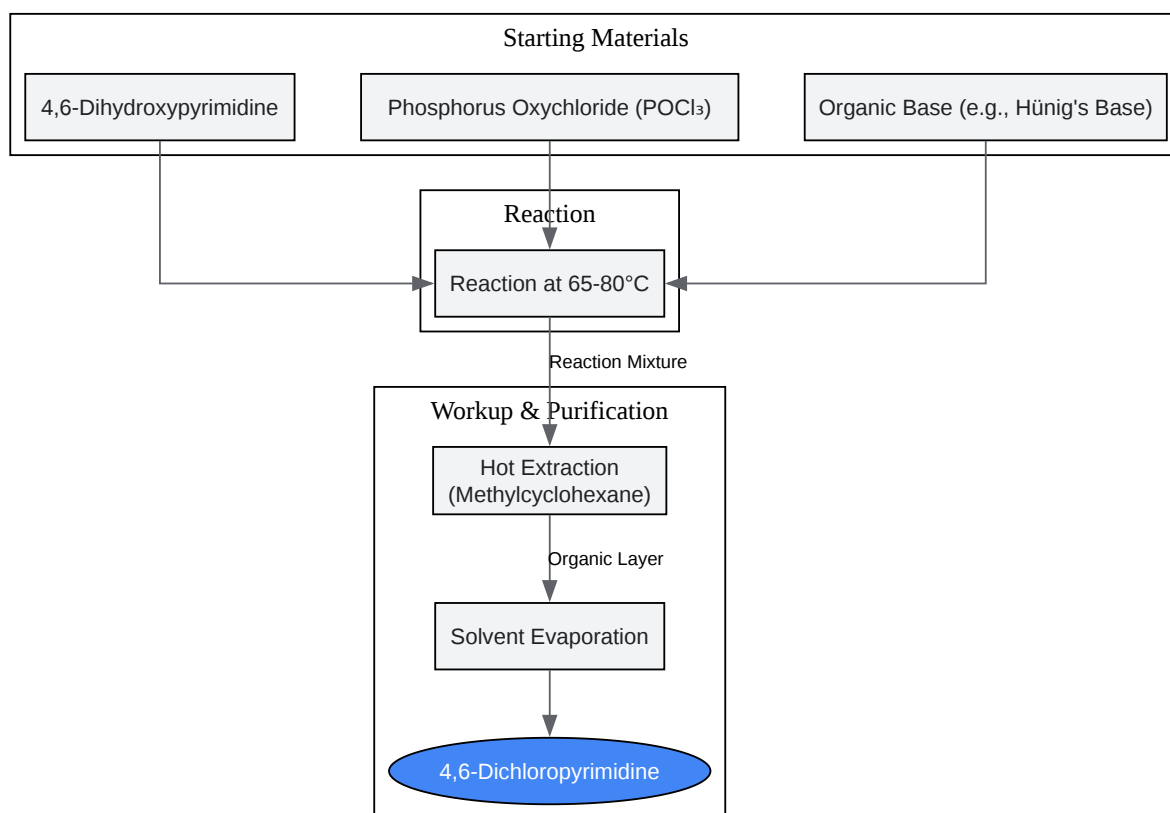 Starting Materials
4,6-Dihydroxypyrimidine
Phosphorus Oxychloride (POCl₃)
Organic Base (e.g., Hünig's Base)
Reaction
Reaction at 65-80°C
Reaction Mixture
Workup & Purification
Hot Extraction
(Methylcyclohexane)
Organic Layer
Solvent Evaporation
4,6-Dichloropyrimidine